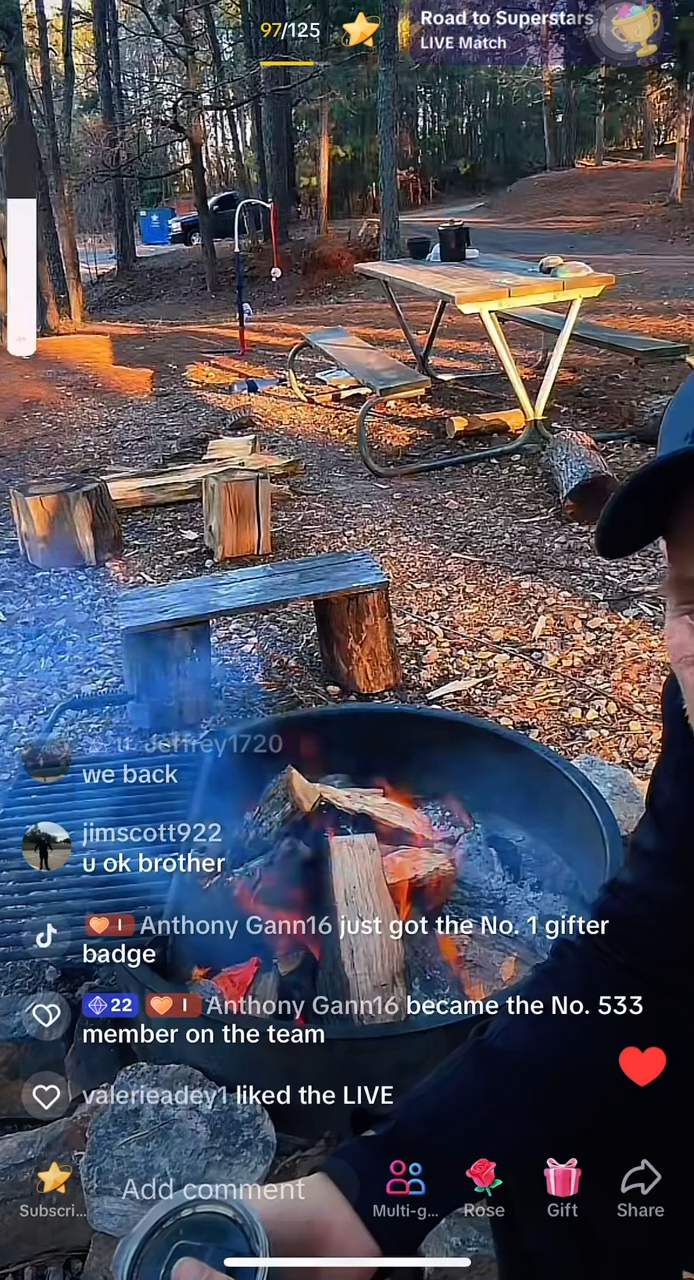 97/125
Road to Superstars
LIVE Match
Jeffrey1720
we back
jimscott922
u ok brother
I Anthony Gann16 just got the No. 1 gifter
badge
22 I Anthony Gann16 became the No. 533
member on the team
valerieadey1 liked the LIVE
Subscri...
Add comment
Multi-g...
Rose
Gift
Share